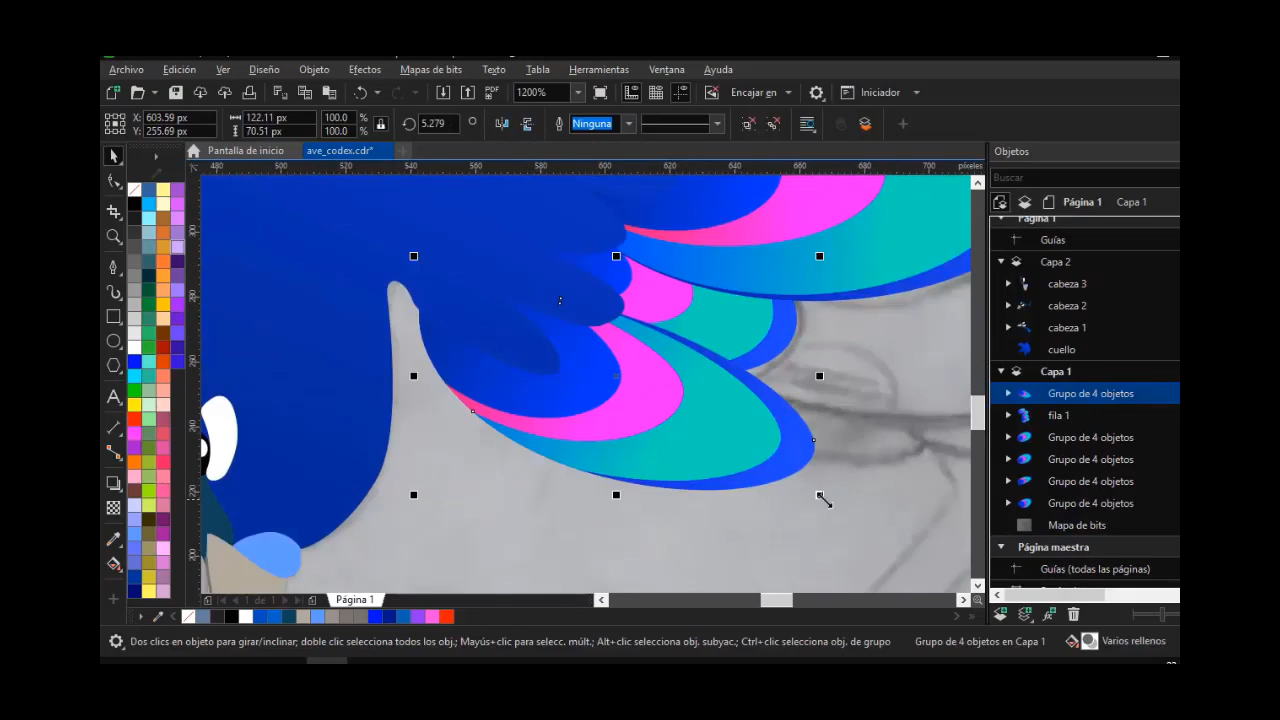 Archivo Edición Ver Diseño Objeto Efectos Mapas de bits Texto Tabla Herramientas Ventana Ayuda
PDF 1200% Encajar en Iniciador
X: 603.59 px 122.11 px 100.0 % 5.279 ° Ninguna
Y: 255.69 px 70.51 px 100.0 %
Pantalla de inicio ave_codex.cdr* Objetos
480 500 520 540 560 580 600 620 640 660 680 700 píxeles
Buscar
Página 1 Capa 1
Página 1
Guías
Capa 2
cabeza 3
cabeza 2
cabeza 1
cuello
Capa 1
Grupo de 4 objetos
fila 1
Grupo de 4 objetos
Grupo de 4 objetos
Grupo de 4 objetos
Grupo de 4 objetos
Mapa de bits
Página maestra
Guías (todas las páginas)
300
280
260
240
220
200
1 de 1 Página 1
Dos clics en objeto para girar/inclinar; doble clic selecciona todos los obj.; Mayús+clic para selecc. múlt.; Alt+clic selecciona obj. subyac.; Ctrl+clic selecciona obj. de grupo Grupo de 4 objetos en Capa 1 Varios rellenos